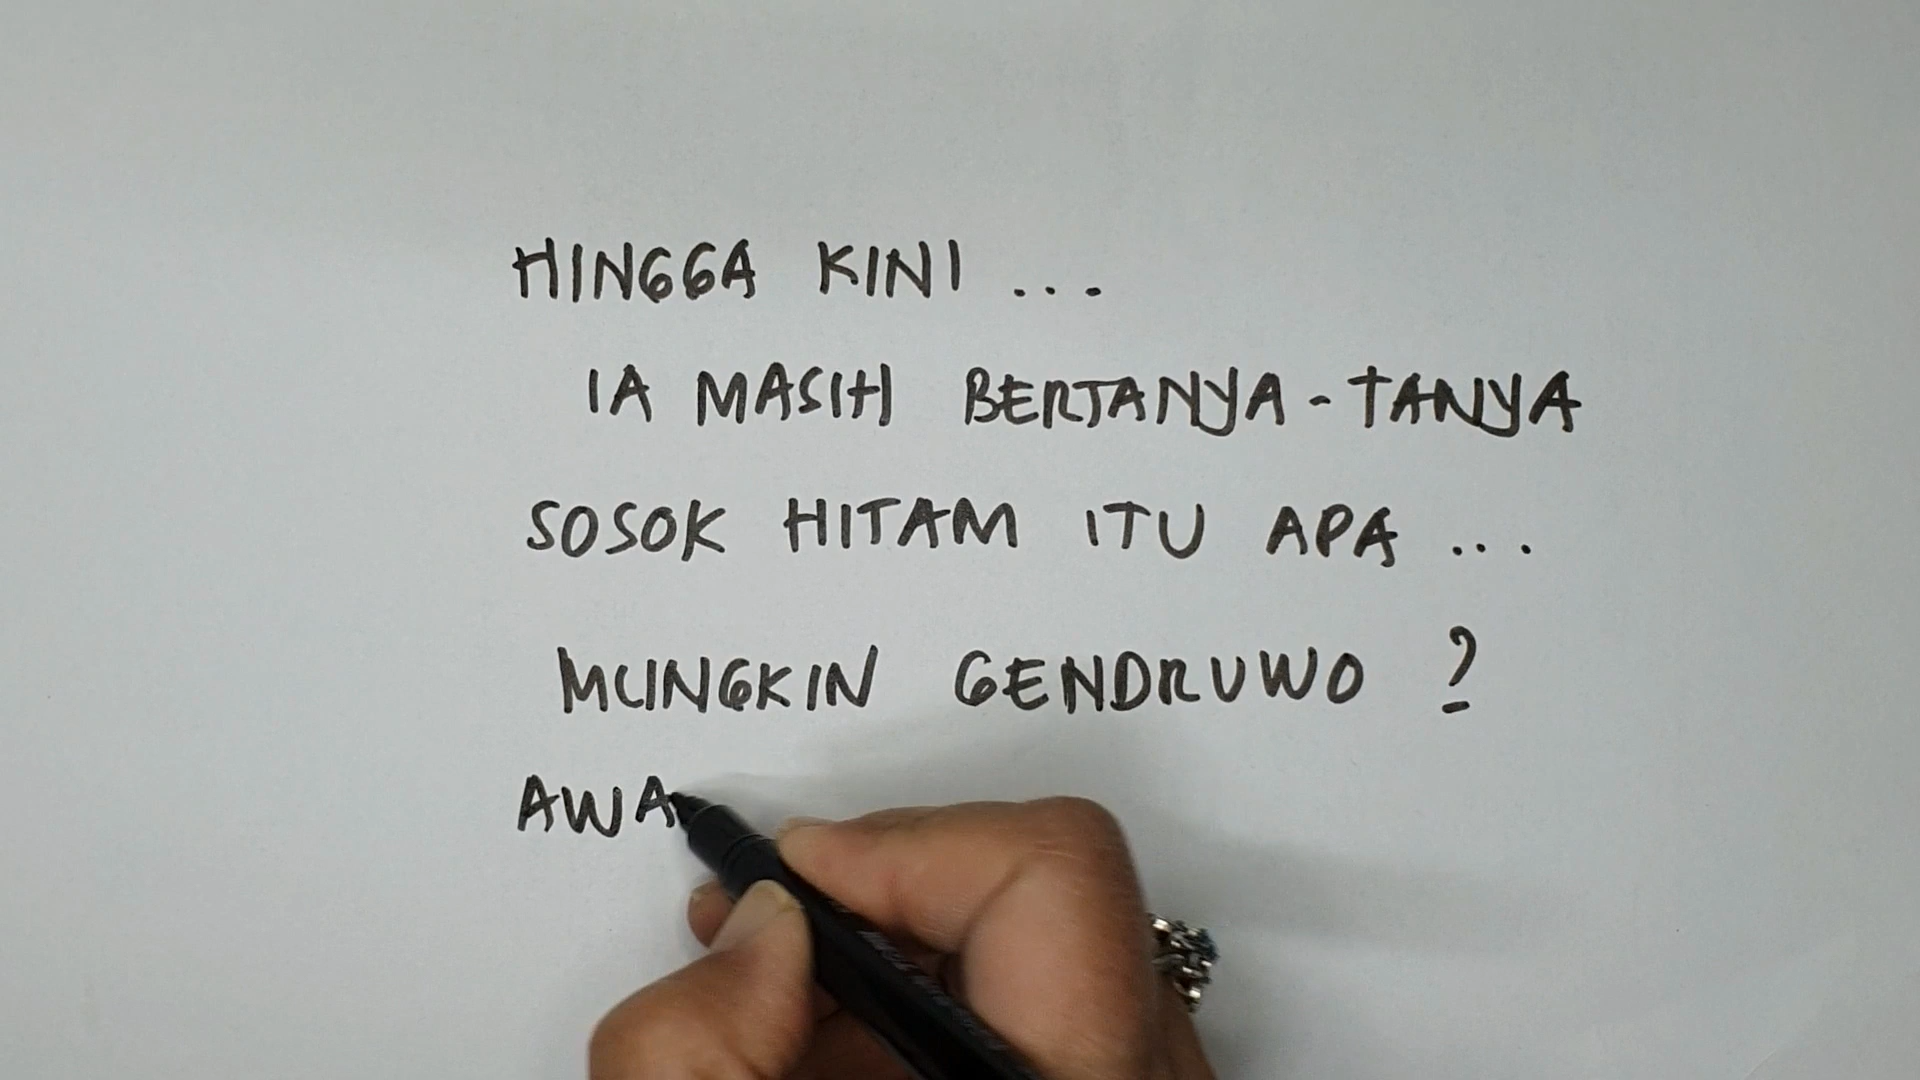 HINGGA KINI ...
IA MASIH BERTANYA-TANYA
SOSOK HITAM ITU APA ...
MUNGKIN GENDRUWO ?
AWA